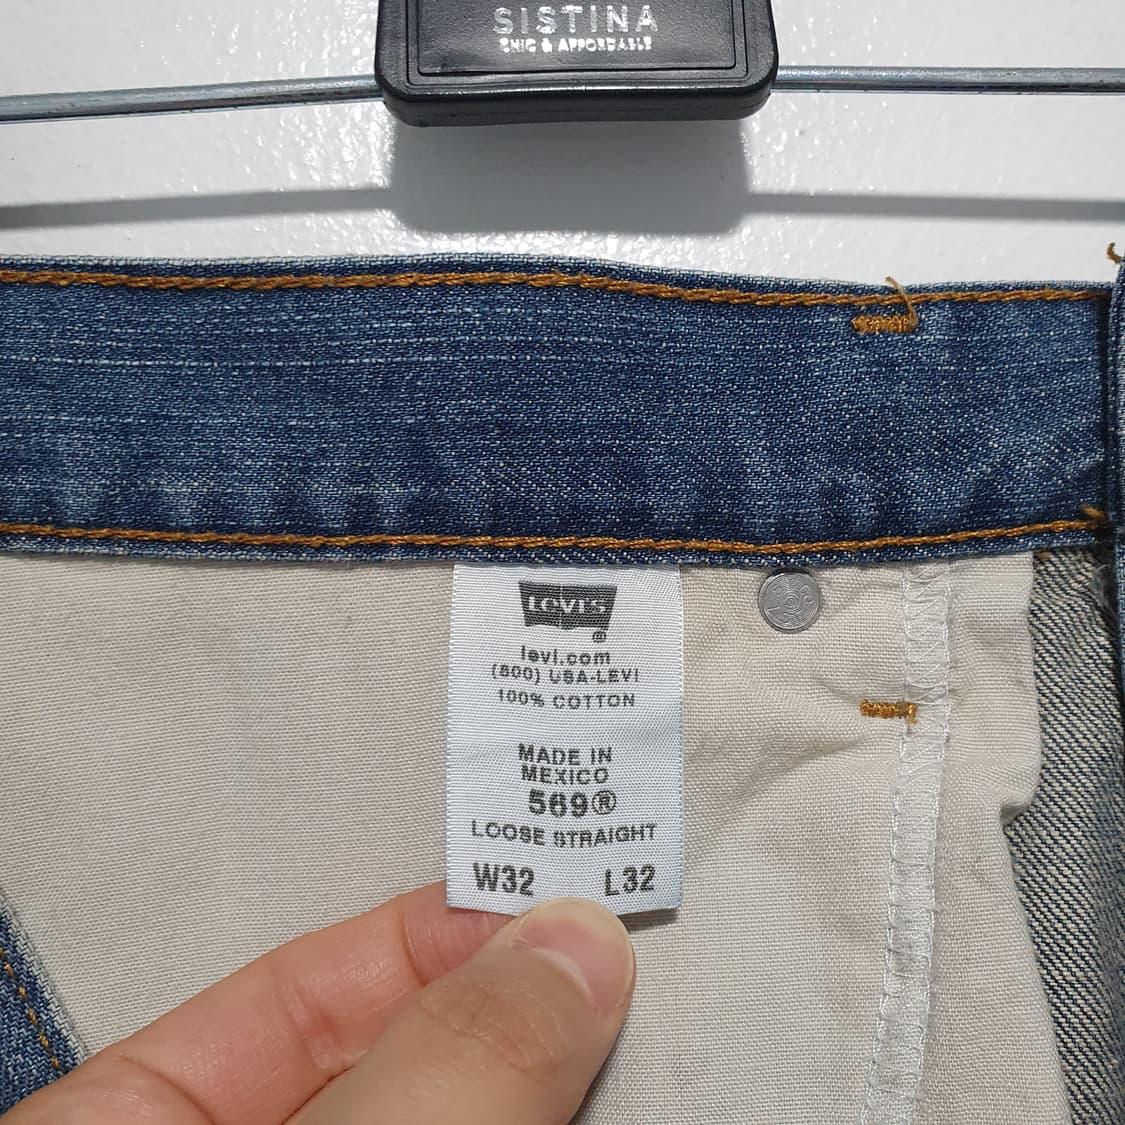 SISTINA
CHIC & AFFORDABLE
LEVI'S
®
levi.com
(800) USA-LEVI
100% COTTON
MADE IN
MEXICO
569®
LOOSE STRAIGHT
W32 L32